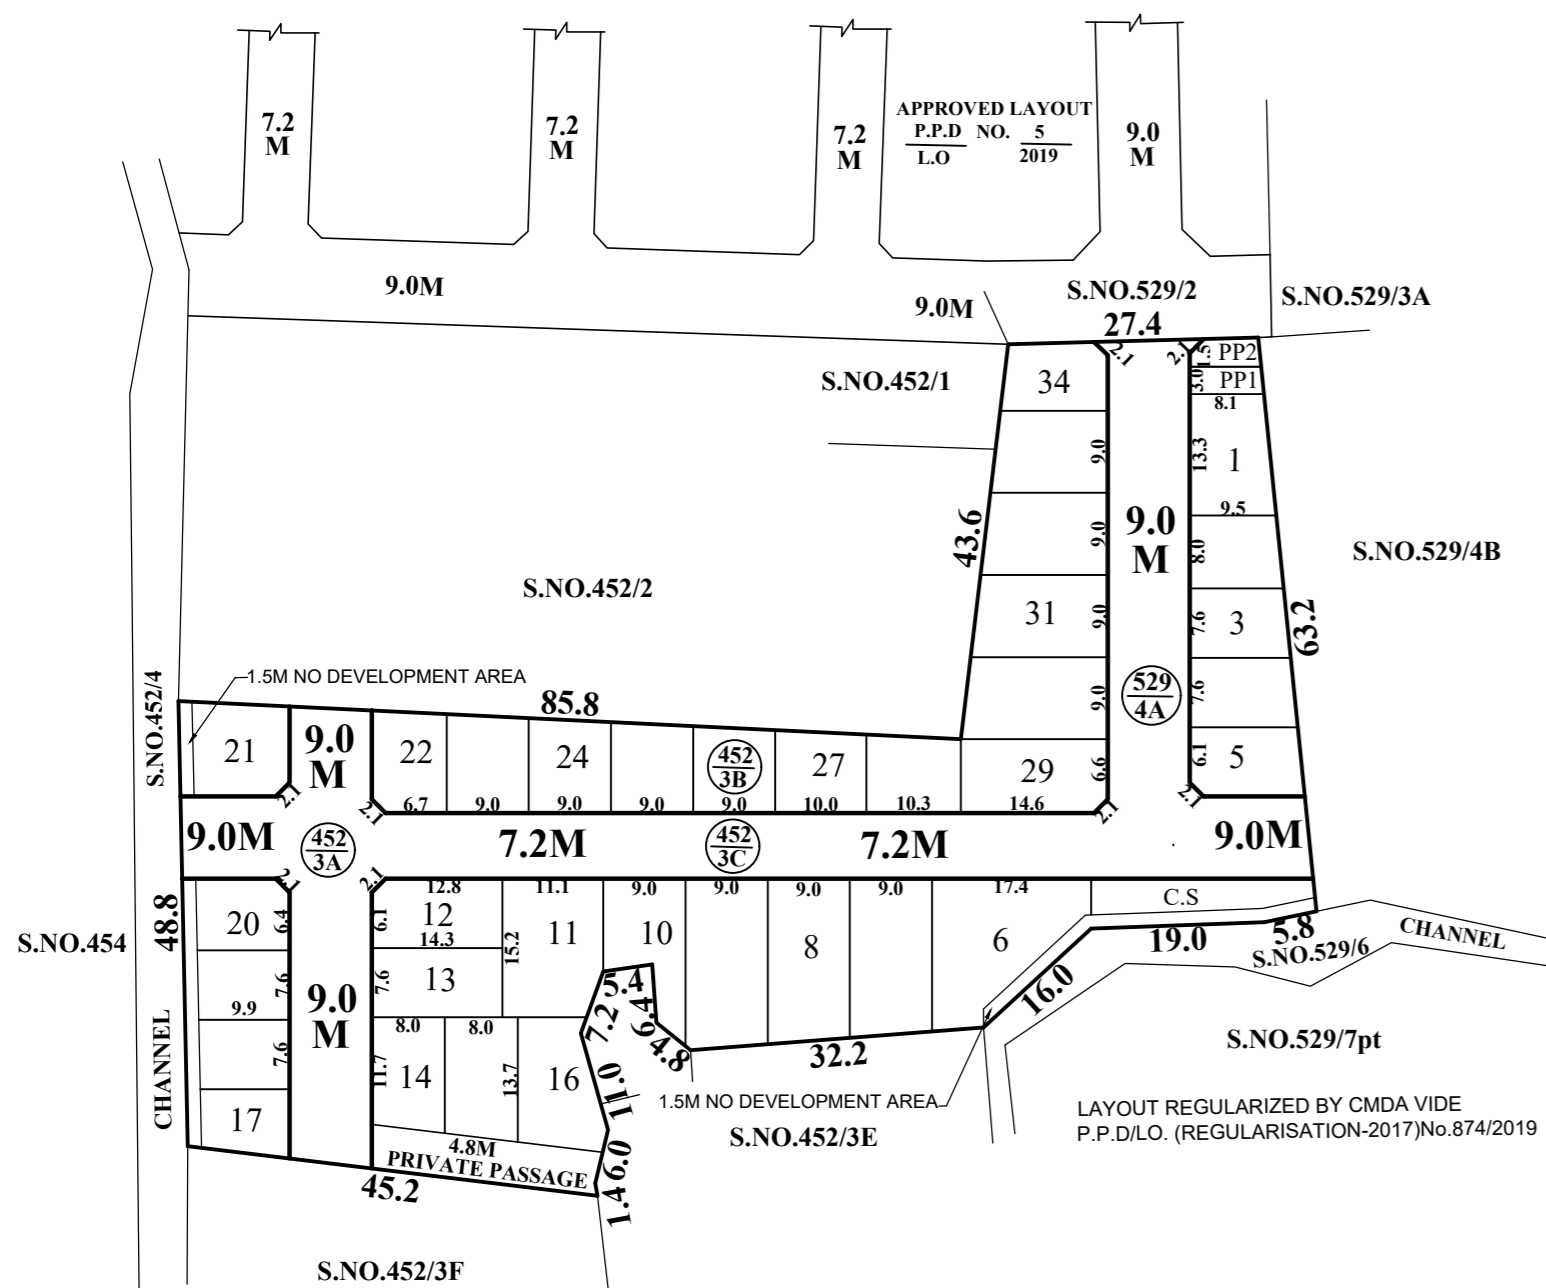 7.2
M
7.2
M
7.2
M
APPROVED LAYOUT
P.P.D NO. 5
L.O 2019
9.0
M
9.0M
9.0M
S.NO.529/2
S.NO.529/3A
27.4
2.1
2.1
1.5
PP2
3.0
PP1
8.1
34
S.NO.452/1
9.0
13.3
1
9.5
9.0
M
43.6
9.0
8.0
S.NO.529/4B
S.NO.452/2
31
9.0
7.6
3
63.2
1.5M NO DEVELOPMENT AREA
S.NO.452/4
85.8
9.0
529
4A
7.6
21
9.0
M
22
24
452
3B
27
29
6.6
6.1
5
2.1
2.1
6.7
9.0
9.0
9.0
9.0
10.0
10.3
14.6
2.1
2.1
9.0M
452
3A
7.2M
452
3C
7.2M
9.0M
2.1
2.1
12.8
11.1
9.0
9.0
9.0
9.0
17.4
C.S
48.8
S.NO.454
20
6.4
6.1
12
14.3
15.2
11
10
8
6
19.0
5.8
S.NO.529/6
CHANNEL
7.6
9.9
9.0
M
7.6
13
5.4
6.4
7.2
4.8
16.0
32.2
8.0
8.0
7.6
CHANNEL
11.7
14
13.7
16
11.0
17
S.NO.529/7pt
1.5M NO DEVELOPMENT AREA
S.NO.452/3E
LAYOUT REGULARIZED BY CMDA VIDE
P.P.D/LO. (REGULARISATION-2017)No.874/2019
4.8M
PRIVATE PASSAGE
6.0
1.4
45.2
S.NO.452/3F